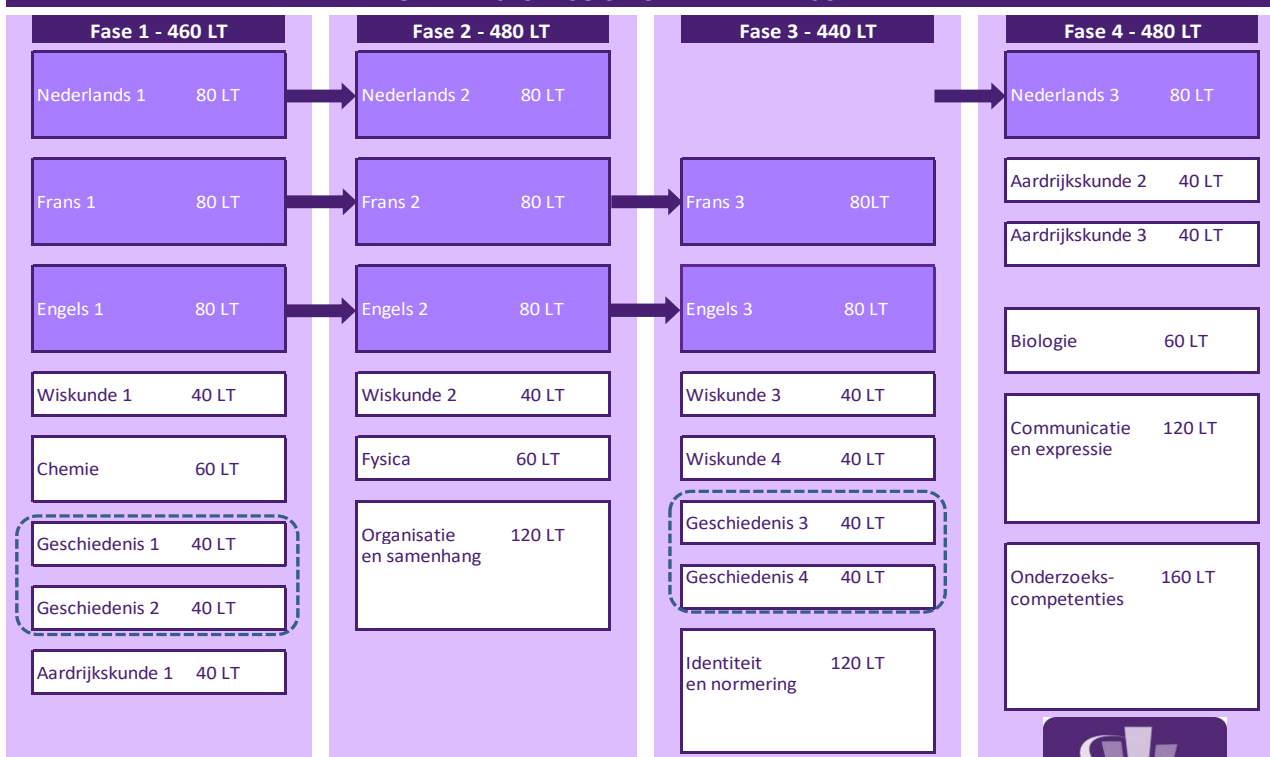 Fase 1 - 460 LT
Nederlands 1 80 LT
Frans 1 80 LT
Engels 1 80 LT
Wiskunde 1 40 LT
Chemie 60 LT
Geschiedenis 1 40 LT
Geschiedenis 2 40 LT
Aardrijkskunde 1 40 LT
Fase 2 - 480 LT
Nederlands 2 80 LT
Frans 2 80 LT
Engels 2 80 LT
Wiskunde 2 40 LT
Fysica 60 LT
Organisatie 120 LT
en samenhang
Fase 3 - 440 LT
Frans 3 80LT
Engels 3 80 LT
Wiskunde 3 40 LT
Wiskunde 4 40 LT
Geschiedenis 3 40 LT
Geschiedenis 4 40 LT
Identiteit 120 LT
en normering
Fase 4 - 480 LT
Nederlands 3 80 LT
Aardrijkskunde 2 40 LT
Aardrijkskunde 3 40 LT
Biologie 60 LT
Communicatie 120 LT
en expressie
Onderzoeks- 160 LT
competenties